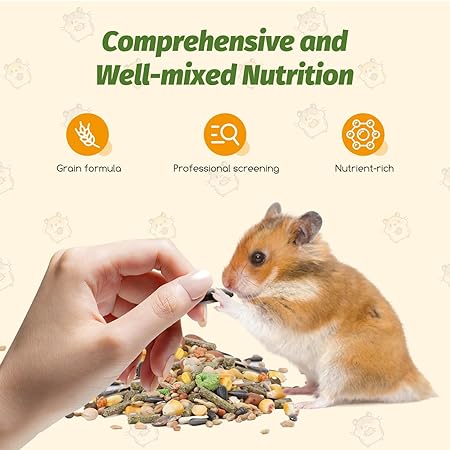 Comprehensive and
Well-mixed Nutrition
Grain formula
Professional screening
Nutrient-rich